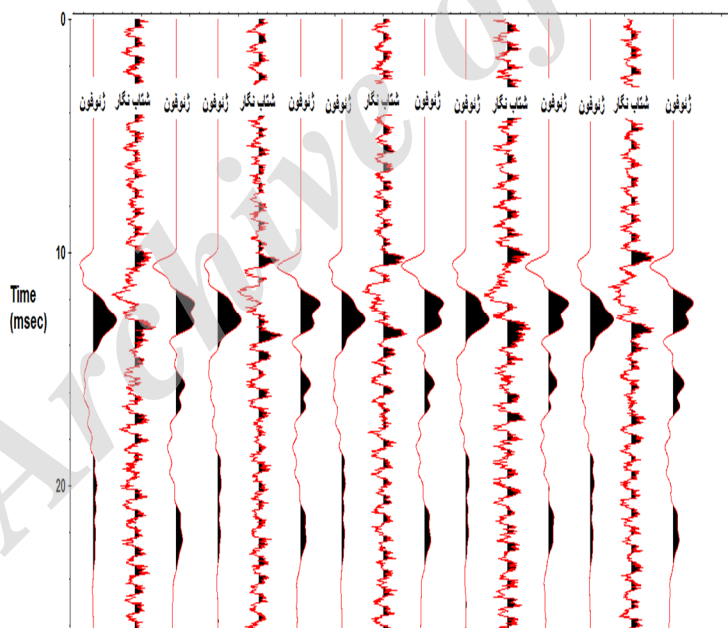 0
ژئوفون شتاب نگار ژئوفون ژئوفون شتاب نگار ژئوفون ژئوفون شتاب نگار ژئوفون ژئوفون شتاب نگار ژئوفون ژئوفون شتاب نگار ژئوفون
10
Time
(msec)
20
Archive of